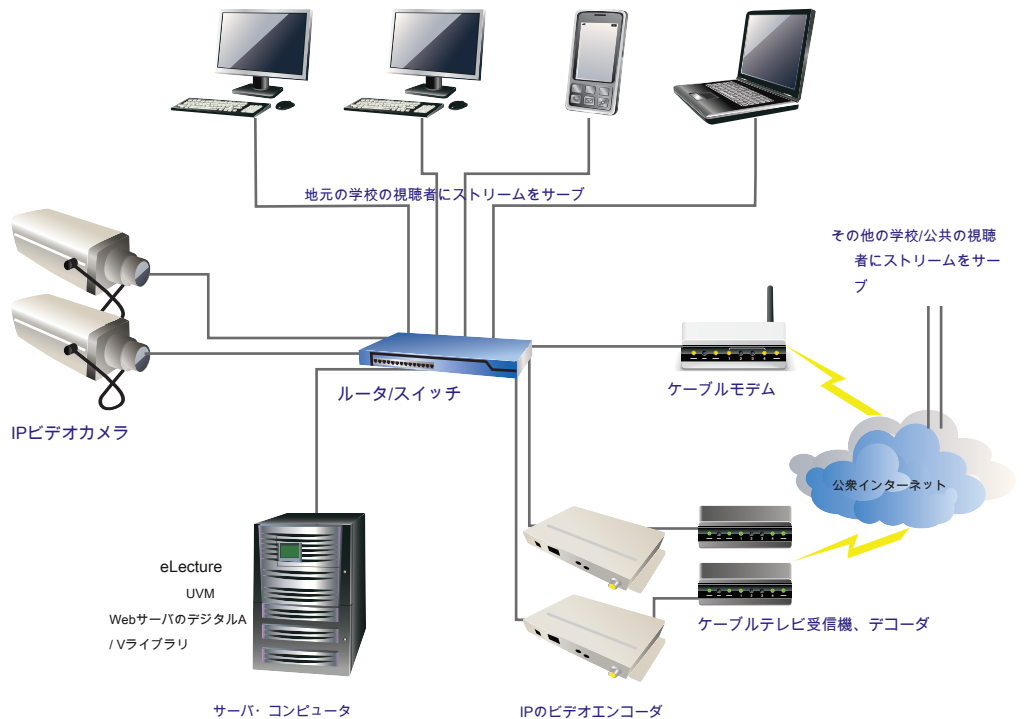 地元の学校の視聴者にストリームをサーブ
その他の学校/公共の視聴
者にストリームをサー
ブ
ルータ/スイッチ
ケーブルモデム
IPビデオカメラ
公衆インターネット
eLecture
UVM
WebサーバのデジタルA
/ Vライブラリ
ケーブルテレビ受信機、デコーダ
サーバ・ コンピュータ
IPのビデオエンコーダ